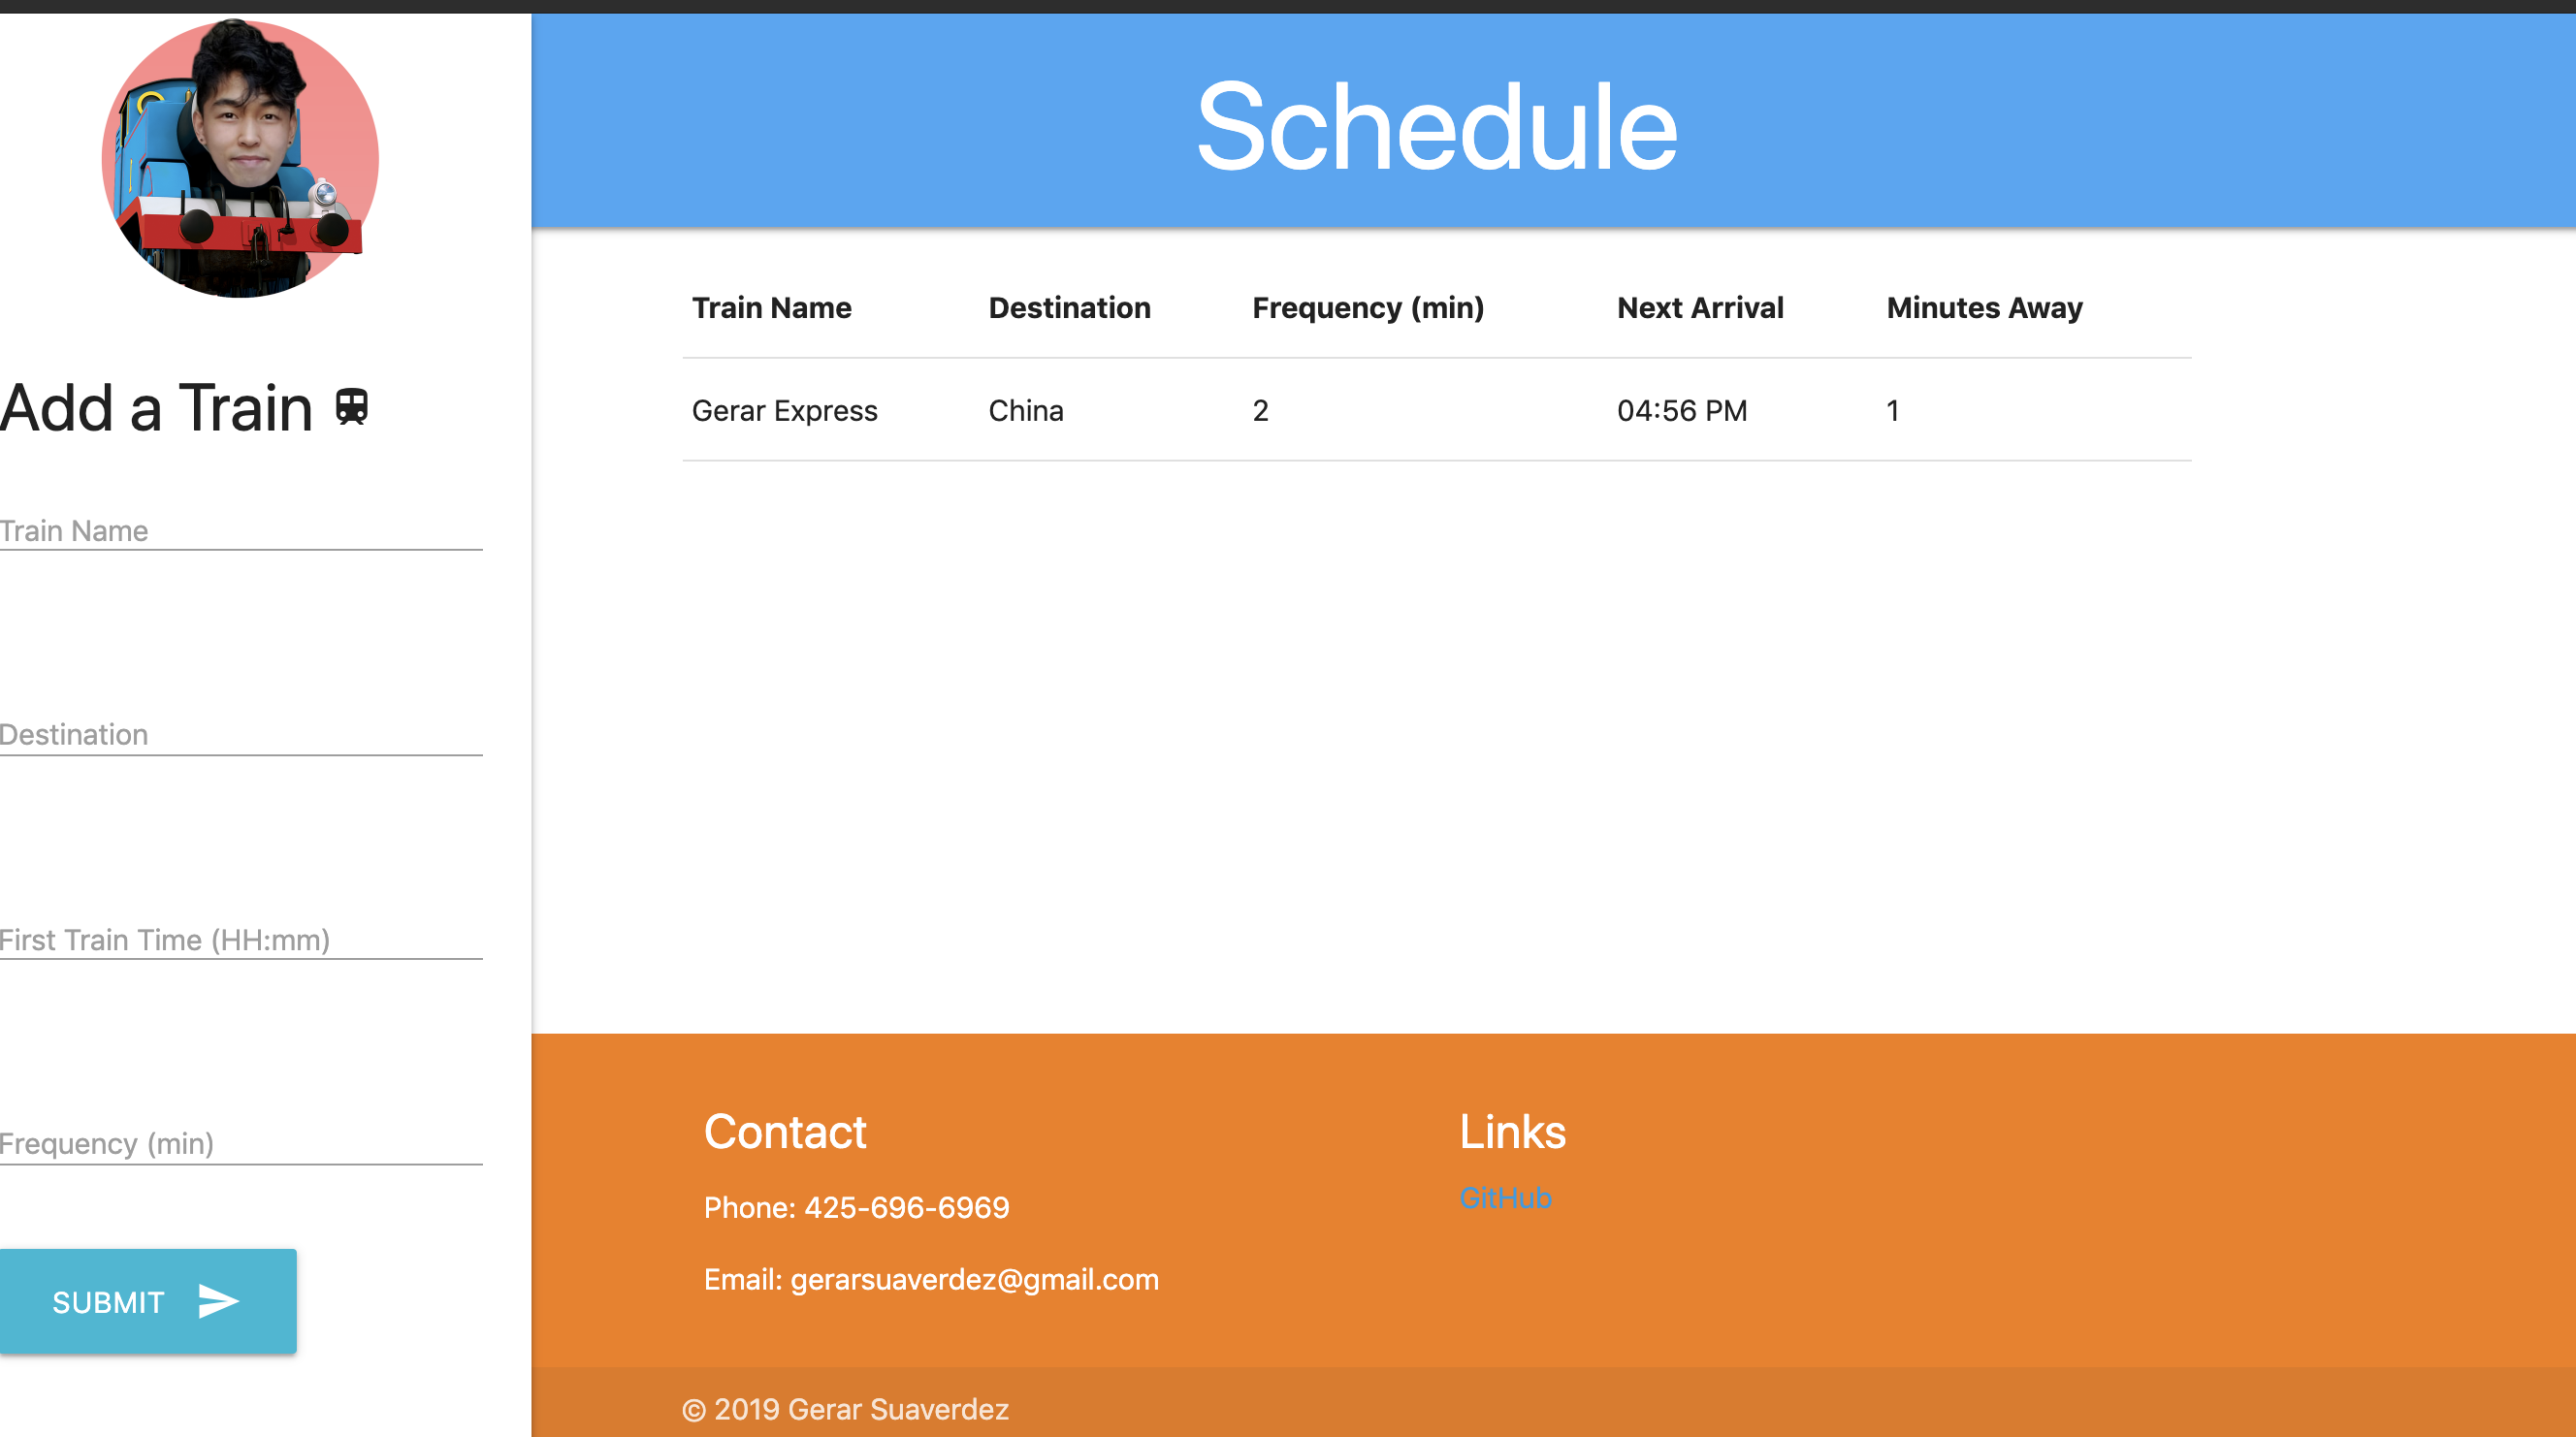 Add a Train
Train Name
Destination
First Train Time (HH:mm)
Frequency (min)
SUBMIT
Schedule
Train Name Destination Frequency (min) Next Arrival Minutes Away
Gerar Express China 2 04:56 PM 1
Contact
Phone: 425-696-6969
Email: gerarsuaverdez@gmail.com
Links
GitHub
© 2019 Gerar Suaverdez